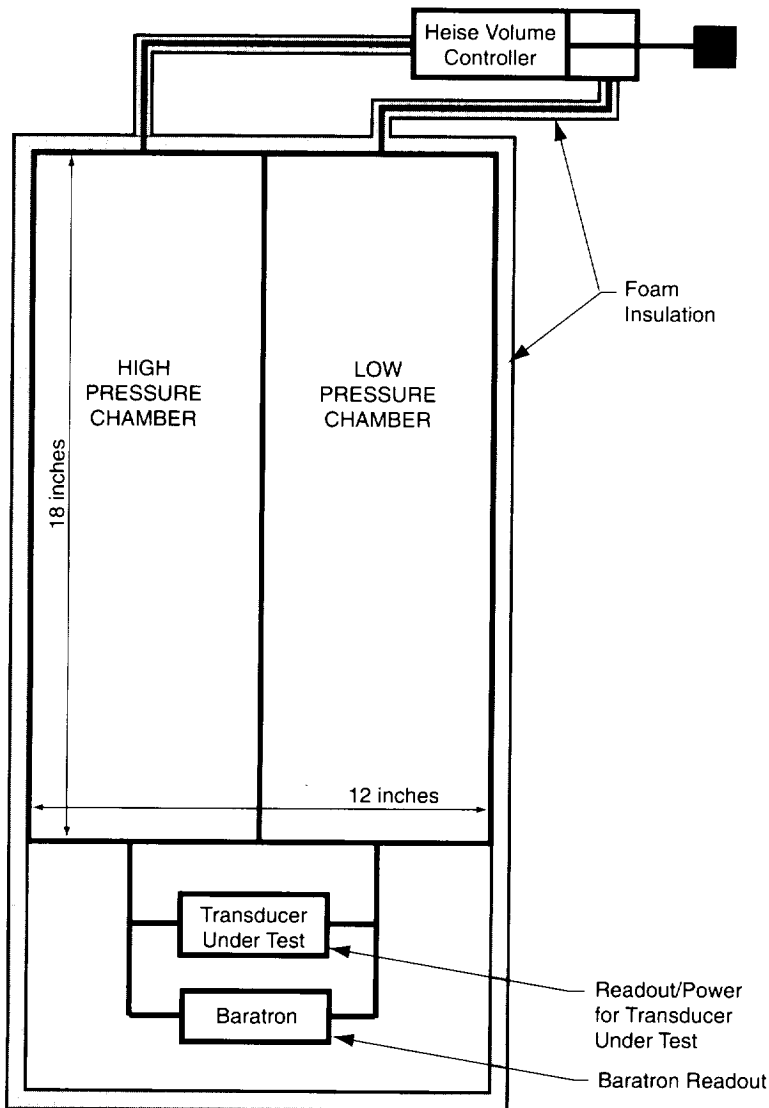 Heise Volume
Controller
Foam
Insulation
HIGH
PRESSURE
CHAMBER
LOW
PRESSURE
CHAMBER
18 inches
12 inches
Transducer
Under Test
Baratron
Readout/Power
for Transducer
Under Test
Baratron Readout